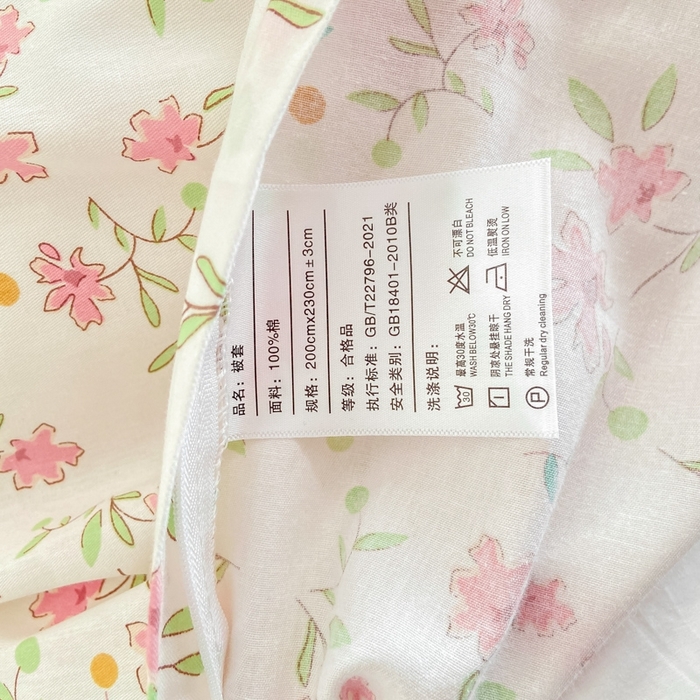 品名：被套
面料：100%棉
规格：200cmx230cm±3cm
等级：合格品
执行标准：GB/T22796-2021
安全类别：GB18401-2010B类
洗涤说明：
30 最高30度水温 不可漂白
WASH BELOW30℃ DO NOT BLEACH
阴凉处悬挂晾干 低温熨烫
THE SHADE HANG DRY IRON ON LOW
P 常规干洗
Regular dry cleaning